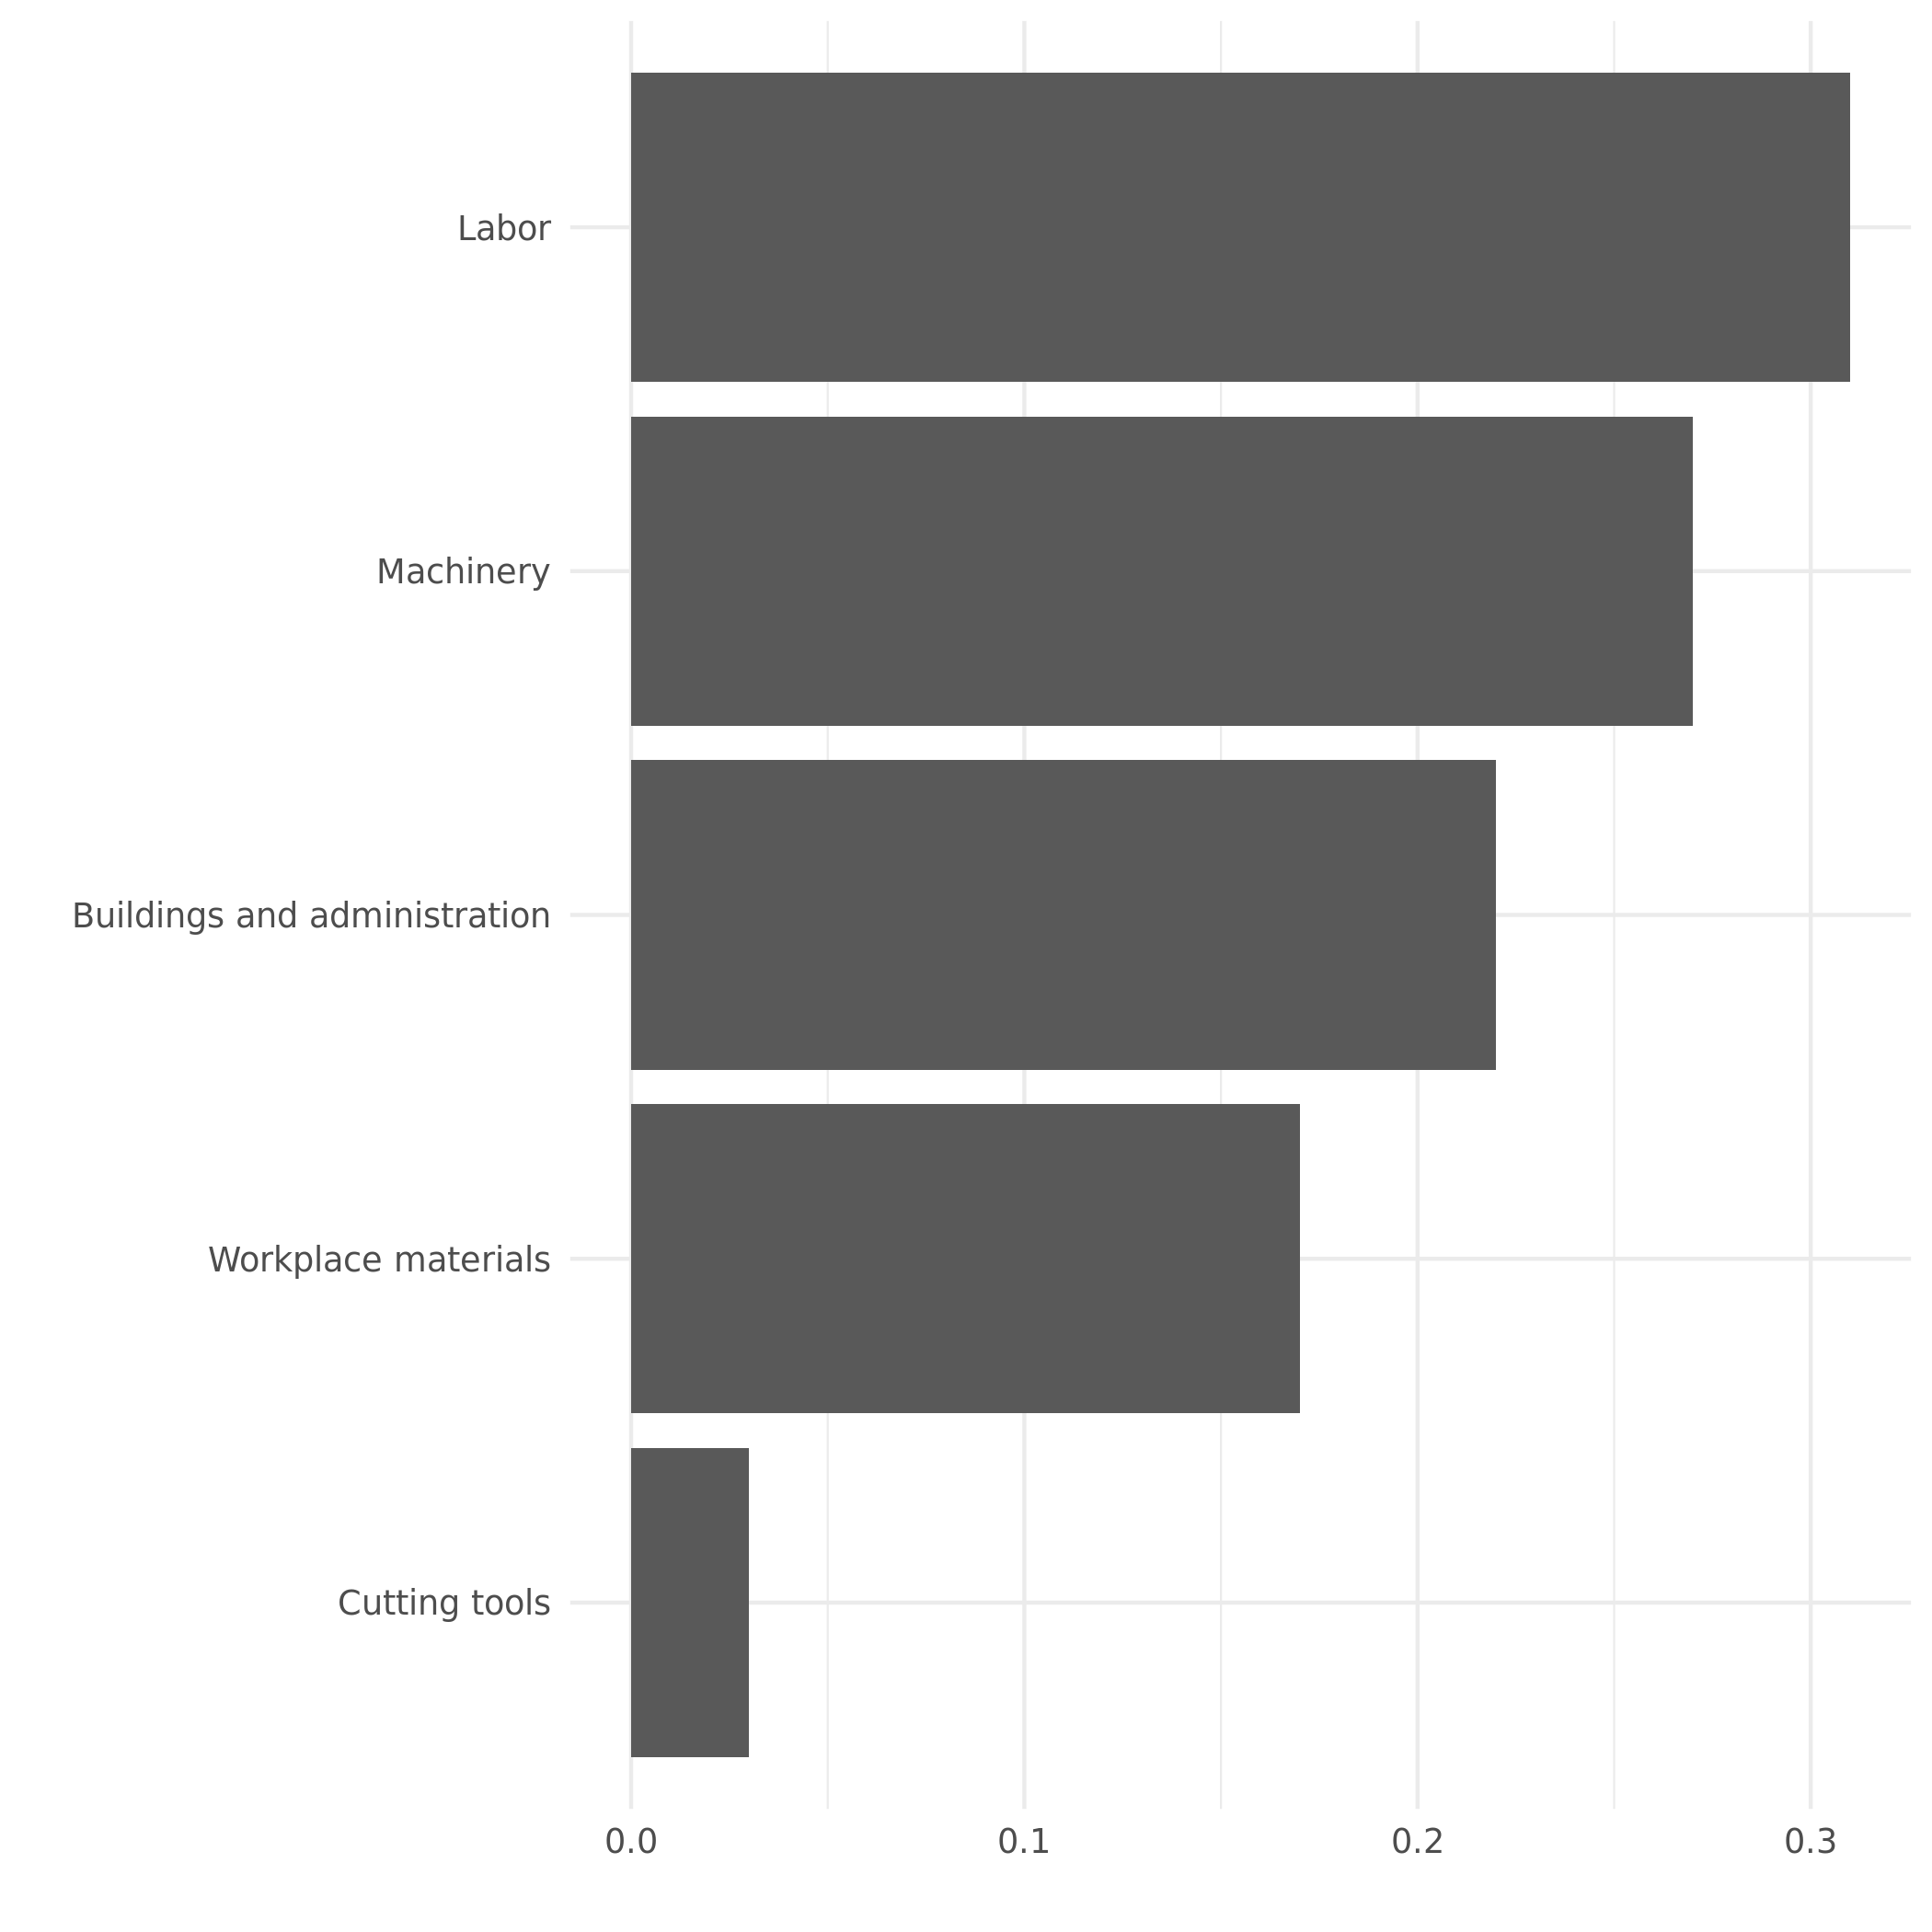 Labor
Machinery
Buildings and administration
Workplace materials
Cutting tools
0.0 0.1 0.2 0.3